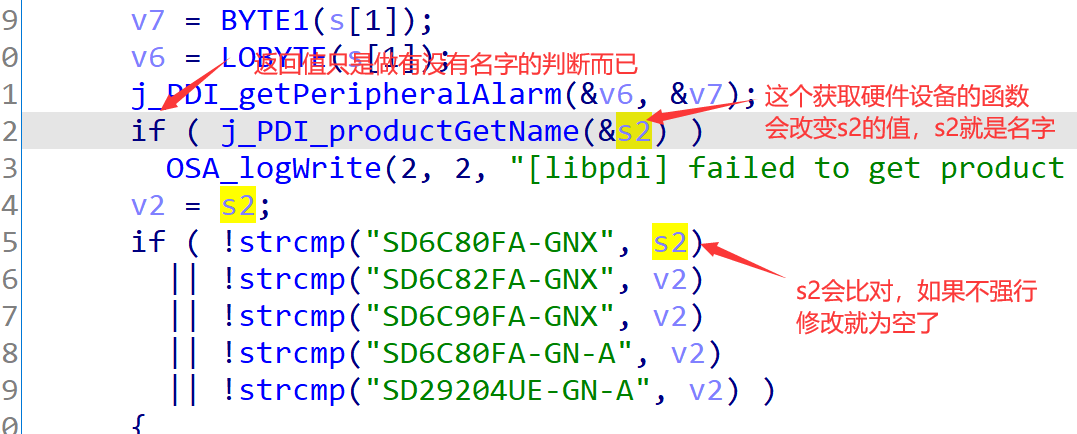 9 v7 = BYTE1(s[1]);
0 v6 = LOBYTE(s[1]);
返回值只是做有没有名字的判断而已
1 j_PDI_getPeripheralAlarm(&v6, &v7);
这个获取硬件设备的函数
会改变s2的值，s2就是名字
2 if ( j_PDI_productGetName(&s2) )
3 OSA_logWrite(2, 2, "[libpdi] failed to get product
4 v2 = s2;
5 if ( !strcmp("SD6C80FA-GNX", s2)
6 || !strcmp("SD6C82FA-GNX", v2)
s2会比对，如果不强行
修改就为空了
7 || !strcmp("SD6C90FA-GNX", v2)
8 || !strcmp("SD6C80FA-GN-A", v2)
9 || !strcmp("SD29204UE-GN-A", v2) )
0 {